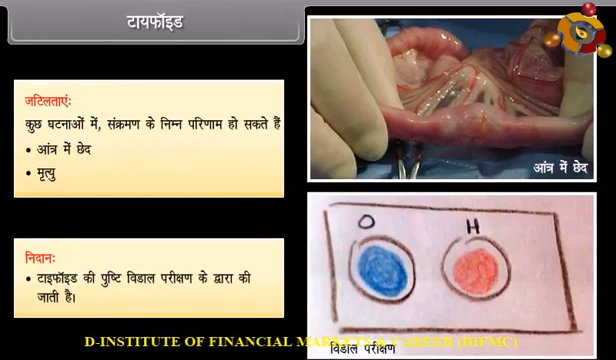 टायफॉइड
जटिलताएं:
कुछ घटनाओं में, संक्रमण के निम्न परिणाम हो सकते हैं
• आंत्र में छेद
• मृत्यु
आंत्र में छेद
निदान:
• टाइफॉइड की पुष्टि विडाल परीक्षण के द्वारा की
जाती है।
O H
D-INSTITUTE OF FINANCIAL MARKETS & CAREER (DIFMC)
विडाल परीक्षण